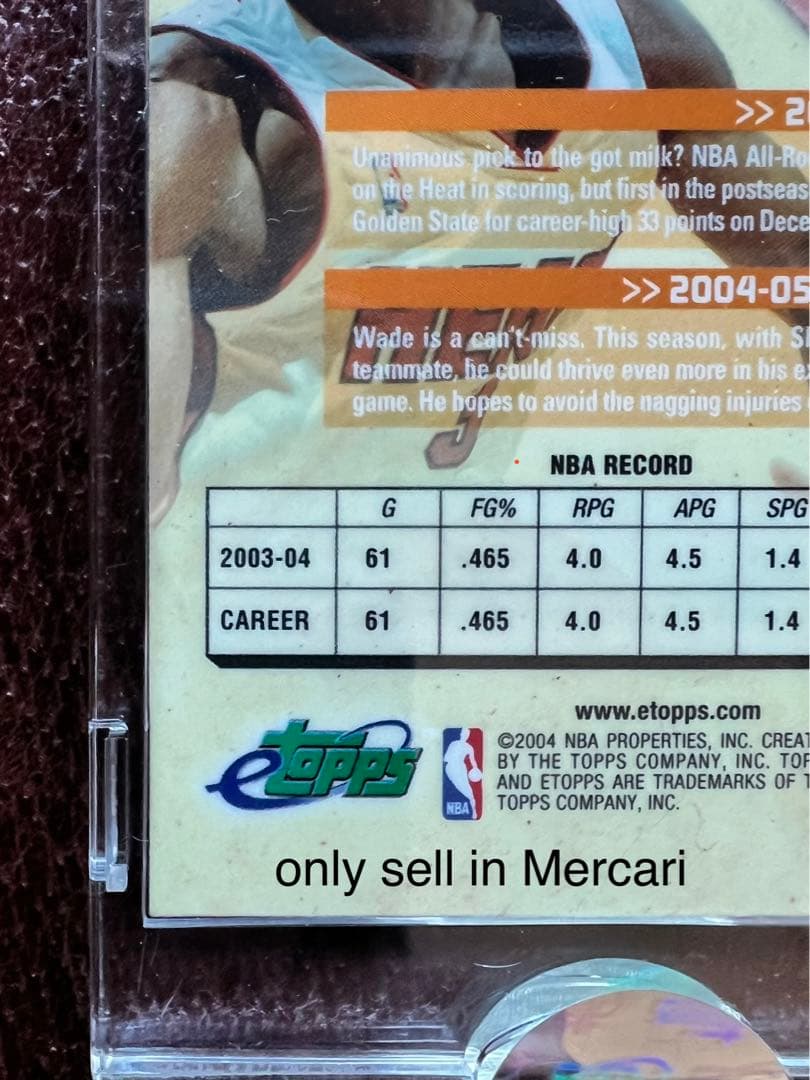 >> 2
Unanimous pick to the got milk? NBA All-Ro
on the Heat in scoring, but first in the postseas
Golden State for career-high 33 points on Dece
>> 2004-05
Wade is a can't-miss. This season, with S
teammate, he could thrive even more in his e
game. He hopes to avoid the nagging injuries
HEAT
3
NBA RECORD
G FG% RPG APG SPG
2003-04 61 .465 4.0 4.5 1.4
CAREER 61 .465 4.0 4.5 1.4
www.etopps.com
etopps
NBA
©2004 NBA PROPERTIES, INC. CREAT
BY THE TOPPS COMPANY, INC. TOP
AND ETOPPS ARE TRADEMARKS OF T
TOPPS COMPANY, INC.
only sell in Mercari